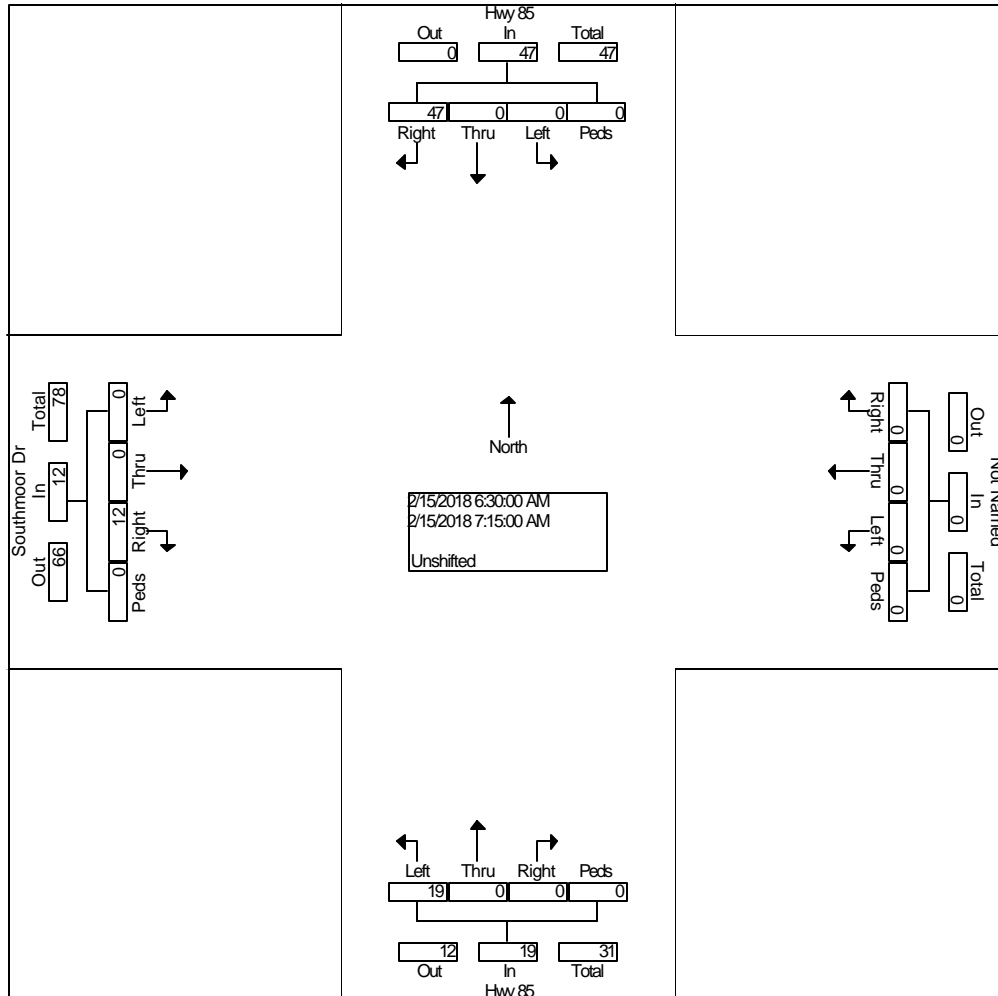 Hwy 85
Out In Total
0 47 47
47 0 0 0
Right Thru Left Peds
Southmoor Dr
Total In Out
78 12 66
0 0 12 0
Left Thru Right Peds
North
2/15/2018 6:30:00 AM
2/15/2018 7:15:00 AM
Unshifted
Right Thru Left Peds
0 0 0 0
Out In Total
0 0 0
Not Named
Left Thru Right Peds
19 0 0 0
12 19 31
Out In Total
Hwy 85